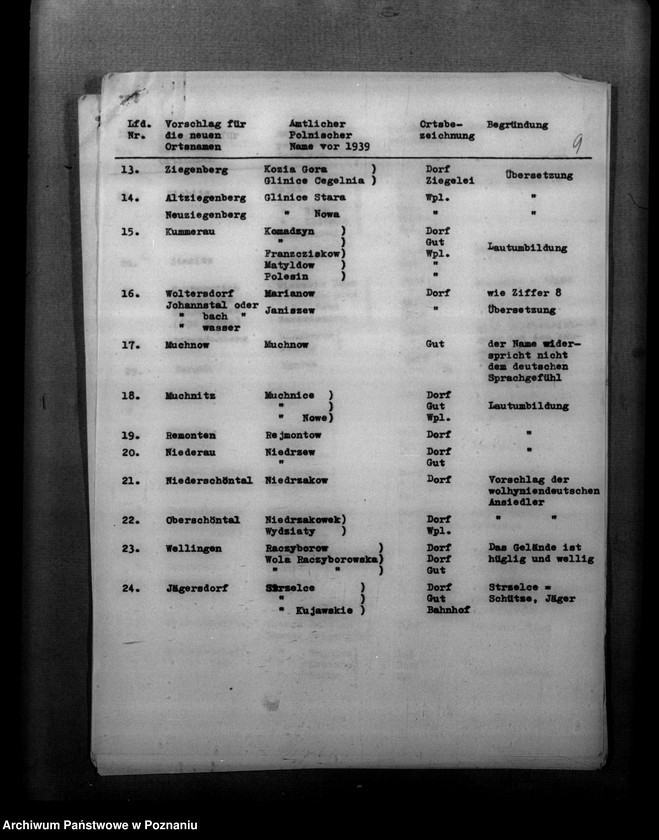 9
Lfd. Vorschlag für Amtlicher Ortsbe- Begründung
Nr. die neuen Polnischer zeichnung
Ortsnamen Name vor 1939
13. Ziegenberg Kozia Gora ) Dorf Übersetzung
Glinice Cegelnia ) Ziegelei
14. Altziegenberg Glinice Stara Wpl. "
Neuziegenberg " Nowa " "
15. Kummerau Komadzyn ) Dorf
" ) Gut Lautumbildung
Franzcziskow) Wpl.
Matyldow ) "
Polesin ) "
16. Woltersdorf Marianow Dorf wie Ziffer 8
Johannstal oder Janiszew " Übersetzung
" bach "
" wasser
17. Muchnow Muchnow Gut der Name wider-
spricht nicht
dem deutschen
Sprachgefühl
18. Muchnitz Muchnice ) Dorf
" ) Gut Lautumbildung
" Nowe) Wpl.
19. Remonten Rejmontow Dorf "
20. Niederau Niedrzew Dorf "
" Gut
21. Niederschöntal Niedrzakow Dorf Vorschlag der
wolhyniendeutschen
Ansiedler
22. Oberschöntal Niedrzakowek) Dorf " "
Wydziaty ) Wpl.
23. Wellingen Raczyborow ) Dorf Das Gelände ist
Wola Raczyborowska) Dorf hüglig und wellig
" " ) Gut
24. Jägersdorf Strzelce ) Dorf Strzelce =
" ) Gut Schütze, Jäger
" Kujawskie ) Bahnhof
Archiwum Państwowe w Poznaniu